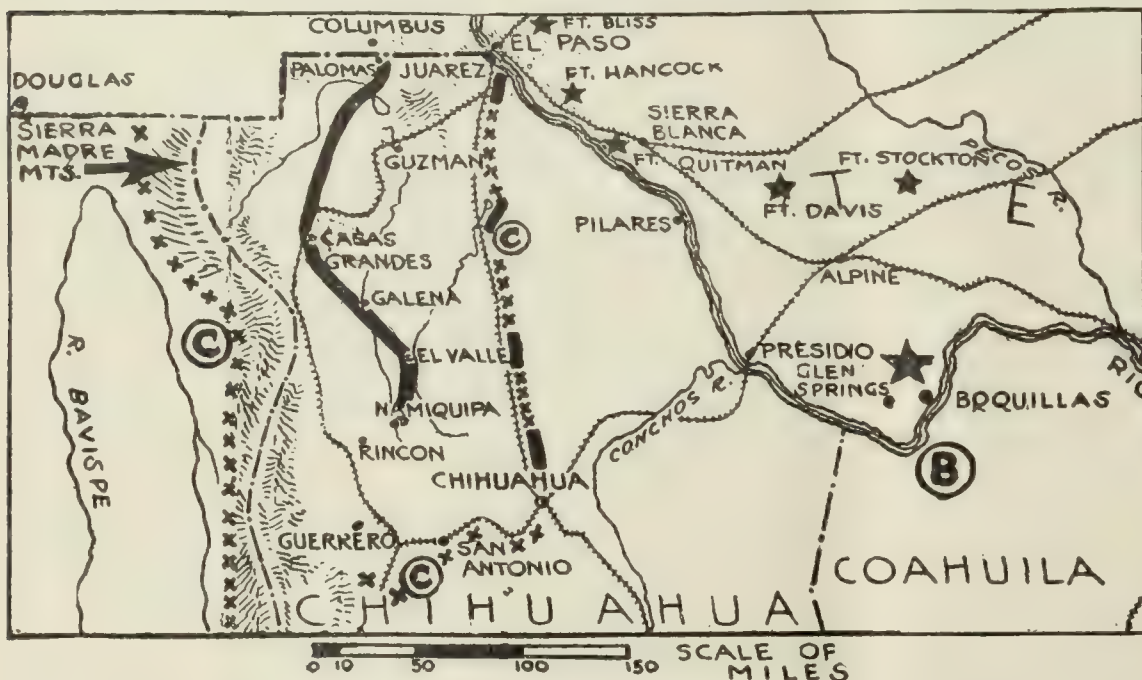 COLUMBUS
FT. BLISS
EL PASO
DOUGLAS
PALOMAS
JUAREZ
FT. HANCOCK
SIERRA
MADRE
MTS.
GUZMAN
SIERRA
BLANCA
FT. QUITMAN
FT. DAVIS
FT. STOCKTON
PECOS R.
T
E
PILARES
CASAS
GRANDES
C
GALENA
ALPINE
C
R. BAVISPE
EL VALLE
NAMIQUIPA
RINCON
CONCHOS R.
PRESIDIO
GLEN
SPRINGS
BOQUILLAS
RIO
B
CHIHUAHUA
GUERRERO
SAN
ANTONIO
C
COAHUILA
CHIHUAHUA
0 10 50 100 150
SCALE OF
MILES